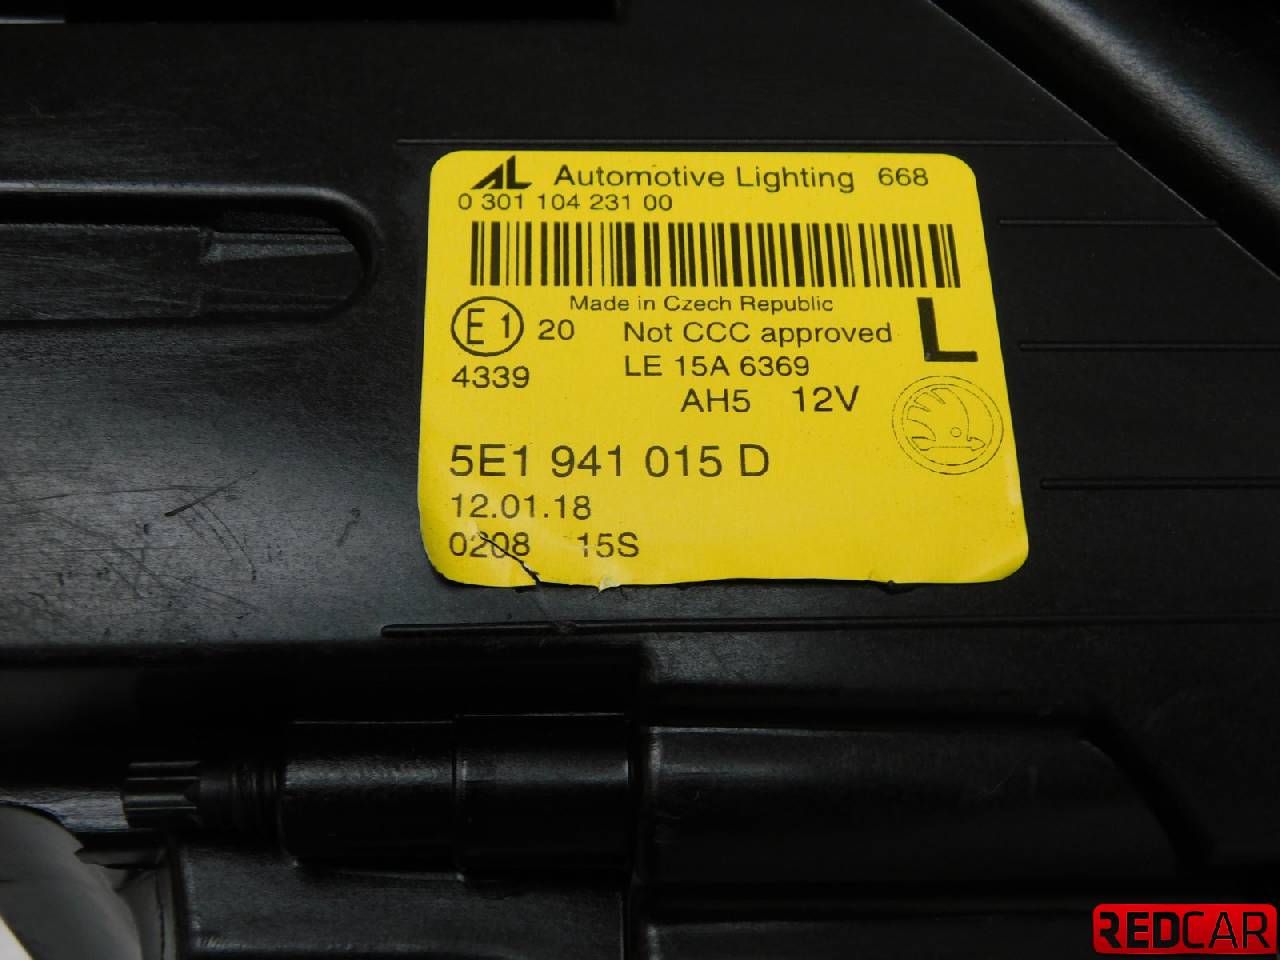 AL Automotive Lighting 668
0 301 104 231 00
Made in Czech Republic
E1 20 Not CCC approved L
4339 LE 15A 6369
AH5 12V
5E1 941 015 D
12.01.18
0208 15S
REDCAR